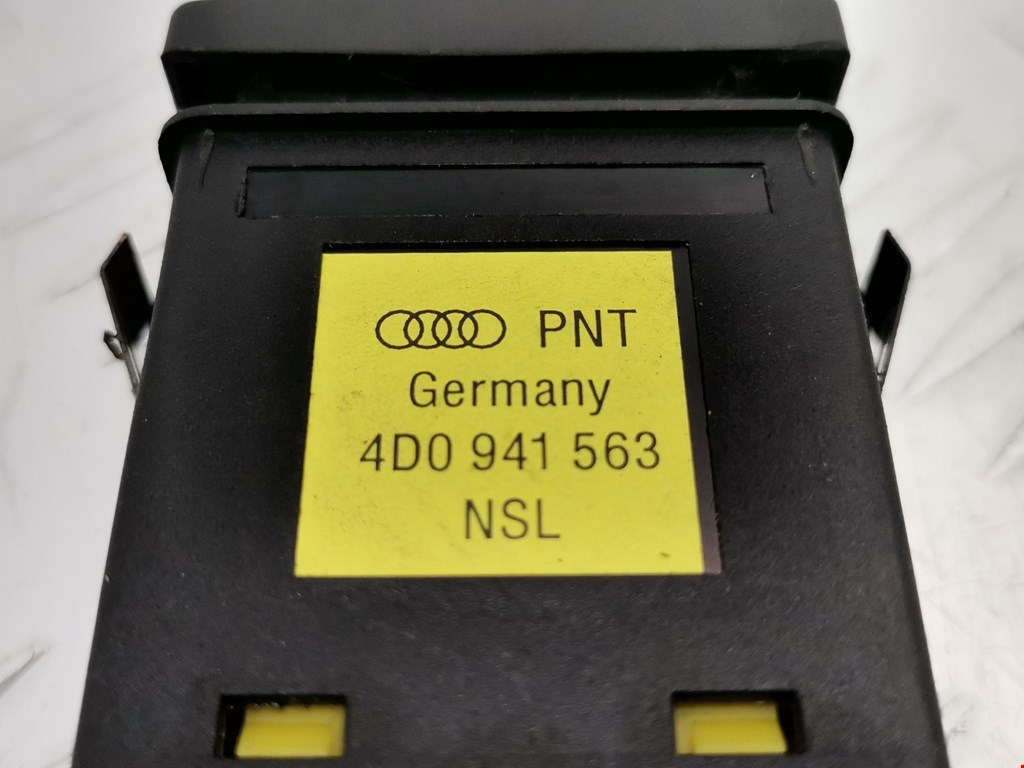 PNT
Germany
4D0 941 563
NSL